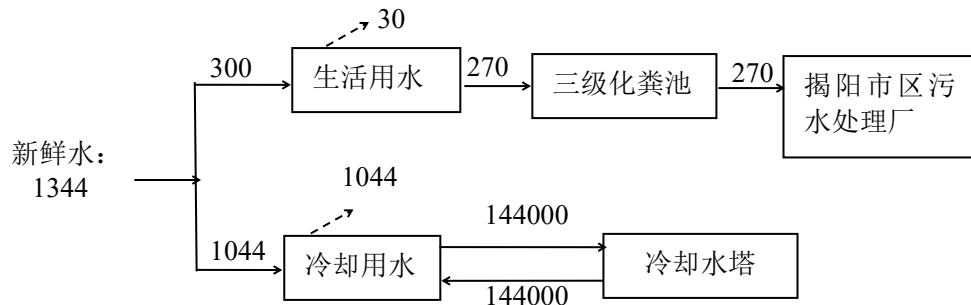 30
300
生活用水
270
三级化粪池
270
揭阳市区污
水处理厂
新鲜水：
1344
1044
144000
1044
冷却用水
冷却水塔
144000